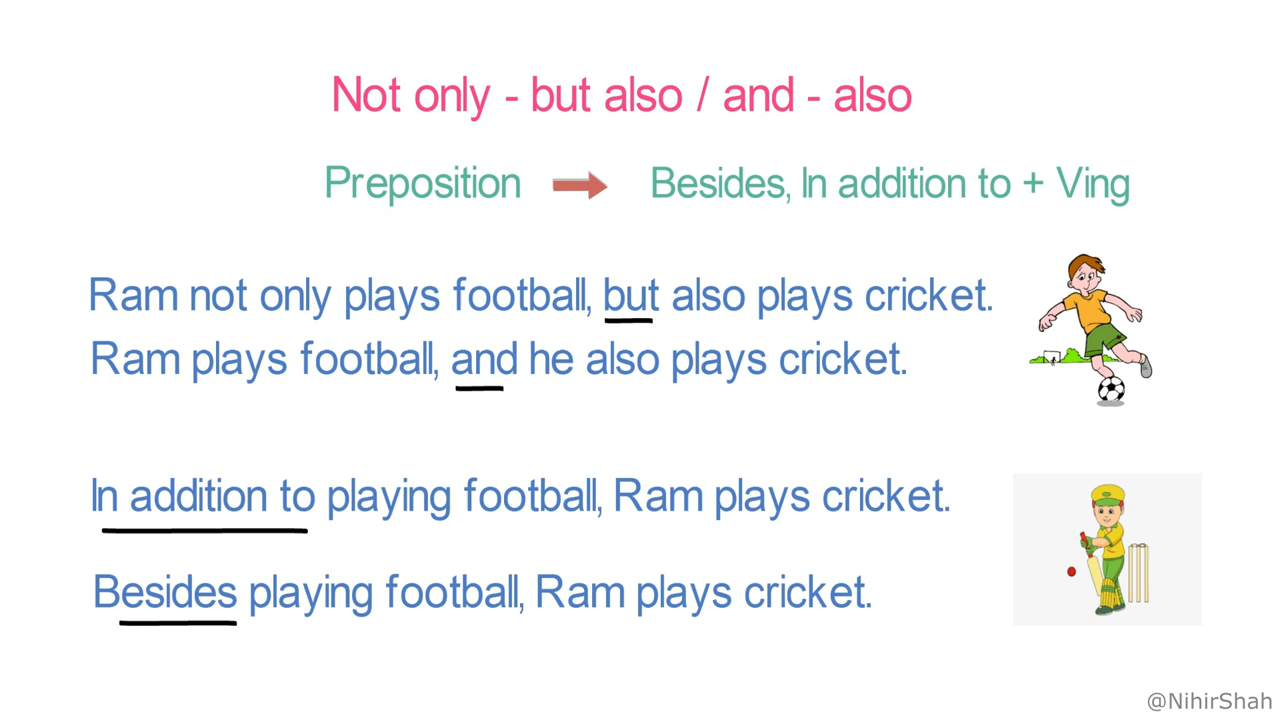 Not only - but also / and - also
Preposition Besides, In addition to + Ving
Ram not only plays football, but also plays cricket.
Ram plays football, and he also plays cricket.
In addition to playing football, Ram plays cricket.
Besides playing football, Ram plays cricket.
@NihirShah